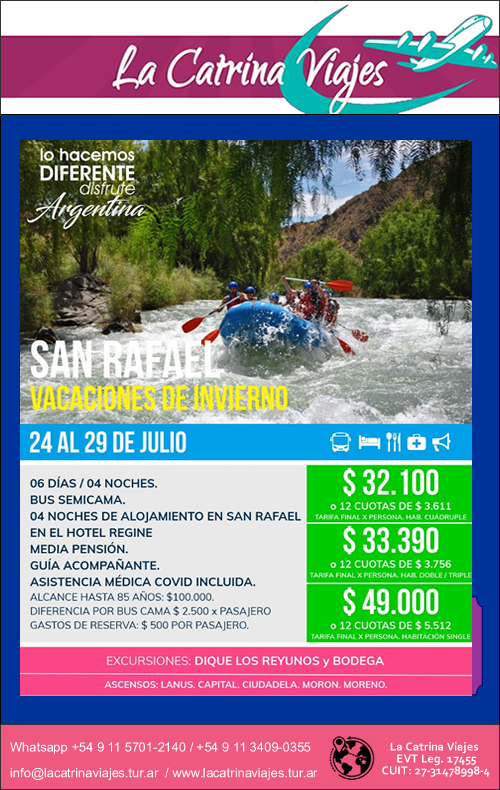 La Catrina Viajes
lo hacemos
DIFERENTE
disfrute
Argentina
SAN RAFAEL
VACACIONES DE INVIERNO
24 AL 29 DE JULIO
06 DÍAS / 04 NOCHES.
BUS SEMICAMA.
04 NOCHES DE ALOJAMIENTO EN SAN RAFAEL
EN EL HOTEL REGINE
MEDIA PENSIÓN.
GUÍA ACOMPAÑANTE.
ASISTENCIA MÉDICA COVID INCLUIDA.
ALCANCE HASTA 85 AÑOS: $100.000.
DIFERENCIA POR BUS CAMA $ 2.500 x PASAJERO
GASTOS DE RESERVA: $ 500 POR PASAJERO.
$ 32.100
o 12 CUOTAS DE $ 3.611
TARIFA FINAL X PERSONA. HAB. CUÁDRUPLE
$ 33.390
o 12 CUOTAS DE $ 3.756
TARIFA FINAL X PERSONA. HAB. DOBLE / TRIPLE
$ 49.000
o 12 CUOTAS DE $ 5.512
TARIFA FINAL X PERSONA. HABITACIÓN SINGLE
EXCURSIONES: DIQUE LOS REYUNOS y BODEGA
ASCENSOS: LANUS. CAPITAL. CIUDADELA. MORON. MORENO.
Whatsapp +54 9 11 5701-2140 / +54 9 11 3409-0355
info@lacatrinaviajes.tur.ar / www.lacatrinaviajes.tur.ar
La Catrina Viajes
EVT Leg. 17455
CUIT: 27-31478998-4